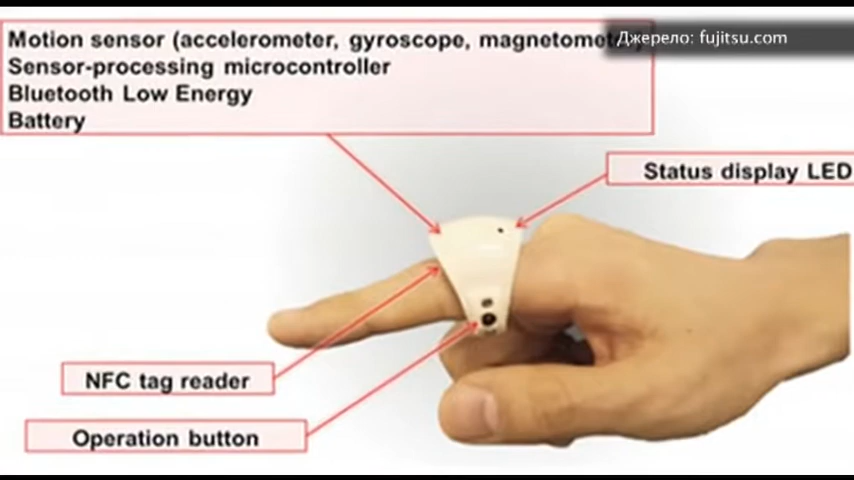 Motion sensor (accelerometer, gyroscope, magnetometer)
Джерело: fujitsu.com
Sensor-processing microcontroller
Bluetooth Low Energy
Battery
Status display LED
NFC tag reader
Operation button